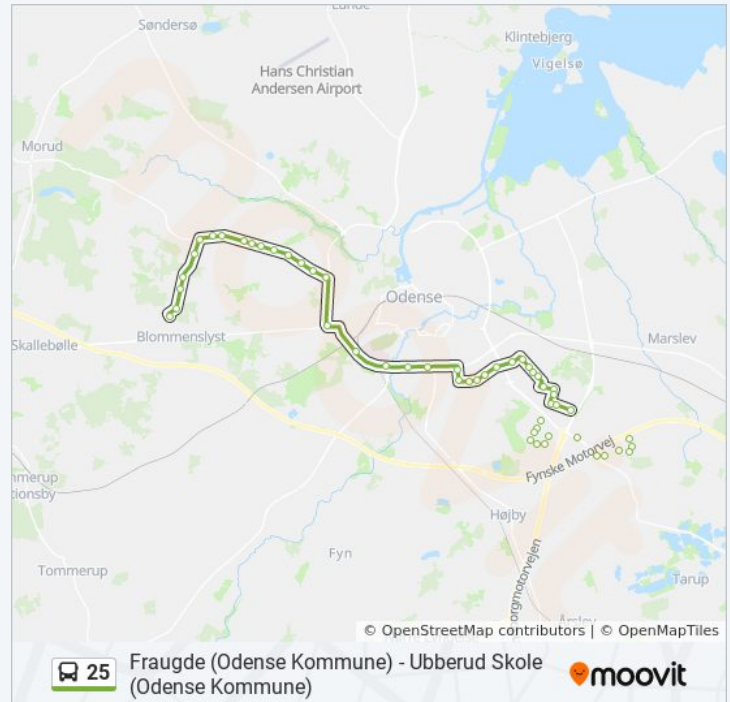 Lunde
Søndersø
Klintebjerg
Vigelsø
Hans Christian
Andersen Airport
Morud
Odense
Marslev
Blommenslyst
Skallebølle
Fynske Motorvej
Højby
Fyn
Tommerup
Tarup
© OpenStreetMap contributors | © OpenMapTiles
25
Fraugde (Odense Kommune) - Ubberud Skole
(Odense Kommune)
moovit